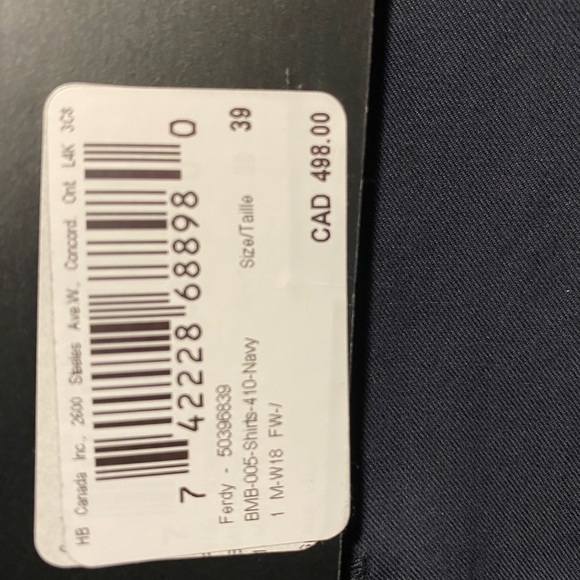 HB Canada Inc., 2600 Steeles Ave.W., Concord. Ont L4K 3C8
7 42228 68898 0
Ferdy - 50396839
BMB-005-Shirts-410-Navy Size/Taille 39
1 M-W18 FW-/
CAD 498.00